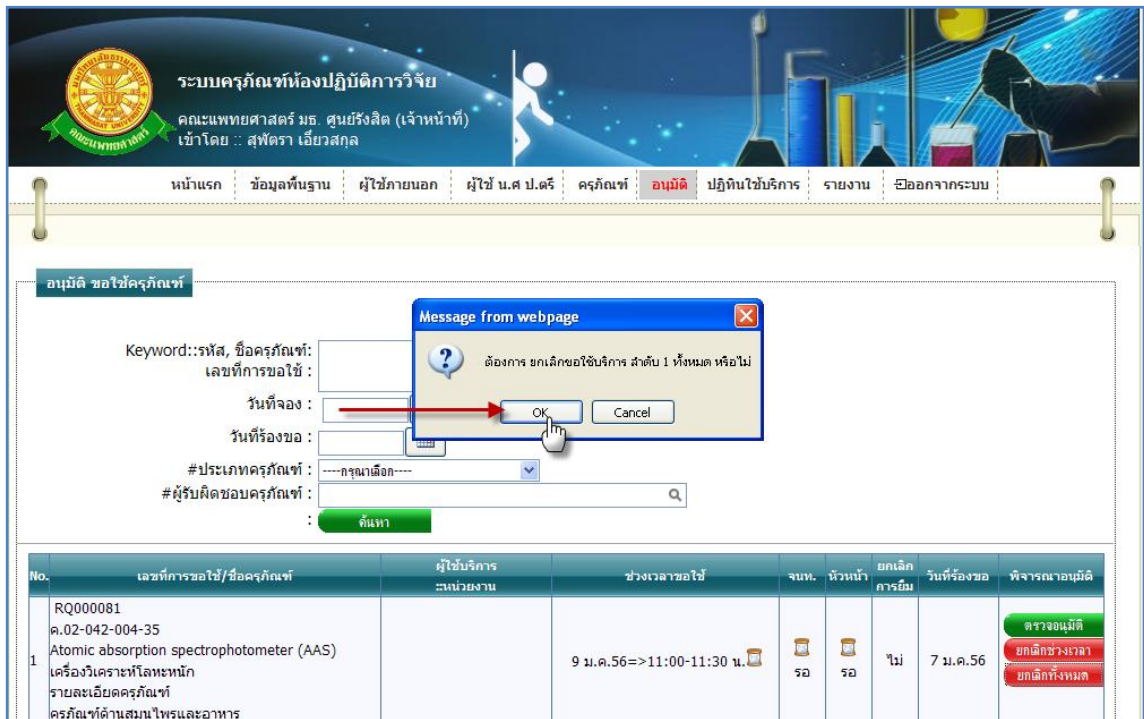 ระบบครุภัณฑ์ห้องปฏิบัติการวิจัย
คณะแพทยศาสตร์ มธ. ศูนย์รังสิต (เจ้าหน้าที่)
เข้าโดย :: สุพัตรา เอี่ยวสกุล
หน้าแรก ข้อมูลพื้นฐาน ผู้ใช้ภายนอก ผู้ใช้ น.ศ ป.ตรี ครุภัณฑ์ อนุมัติ ปฏิทินใช้บริการ รายงาน ออกจากระบบ
อนุมัติ ขอใช้ครุภัณฑ์
Message from webpage
ต้องการ ยกเลิกขอใช้บริการ ลำดับ 1 ทั้งหมด หรือไม่
OK Cancel
Keyword::รหัส, ชื่อครุภัณฑ์:
เลขที่การขอใช้ :
วันที่จอง :
วันที่ร้องขอ :
#ประเภทครุภัณฑ์ : ----กรุณาเลือก----
#ผู้รับผิดชอบครุภัณฑ์ :
: ค้นหา
No. เลขที่การขอใช้/ชื่อครุภัณฑ์ ผู้ใช้บริการ ::หน่วยงาน ช่วงเวลาขอใช้ จนท. หัวหน้า ยกเลิกการยืม วันที่ร้องขอ พิจารณาอนุมัติ
RQ000081
ค.02-042-004-35
Atomic absorption spectrophotometer (AAS)
เครื่องวิเคราะห์โลหะหนัก
รายละเอียดครุภัณฑ์
ครุภัณฑ์ด้านสมุนไพรและอาหาร
1 9 ม.ค.56=>11:00-11:30 น. รอ รอ ไม่ 7 ม.ค.56
ตรวจอนุมัติ
ยกเลิกช่วงเวลา
ยกเลิกทั้งหมด